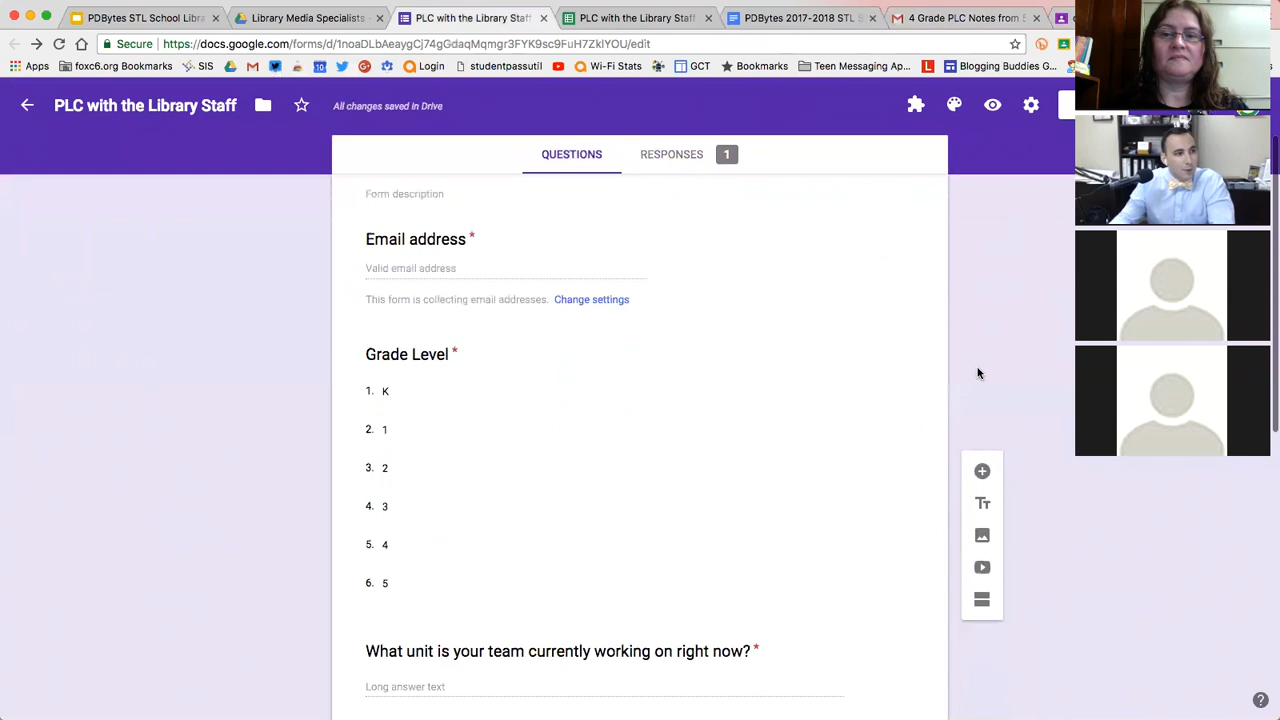 PDBytes STL School Librar
Library Media Specialists
PLC with the Library Staff
PLC with the Library Staff
PDBytes 2017-2018 STL S
4 Grade PLC Notes from S
Secure
https://docs.google.com/forms/d/1noaDzbAeaygCj74gGdaqMqmgr3FYK9sc9FuH7ZklYOU/edit
Apps
foxc6.org Bookmarks
SIS
Login
studentpassutil
Wi-Fi Stats
GCT
Bookmarks
Teen Messaging Ap...
Blogging Buddies G...
PLC with the Library Staff
All changes saved in Drive
QUESTIONS
RESPONSES 1
Form description
Email address *
Valid email address
This form is collecting email addresses. Change settings
Grade Level *
1. K
2. 1
3. 2
4. 3
5. 4
6. 5
What unit is your team currently working on right now? *
Long answer text